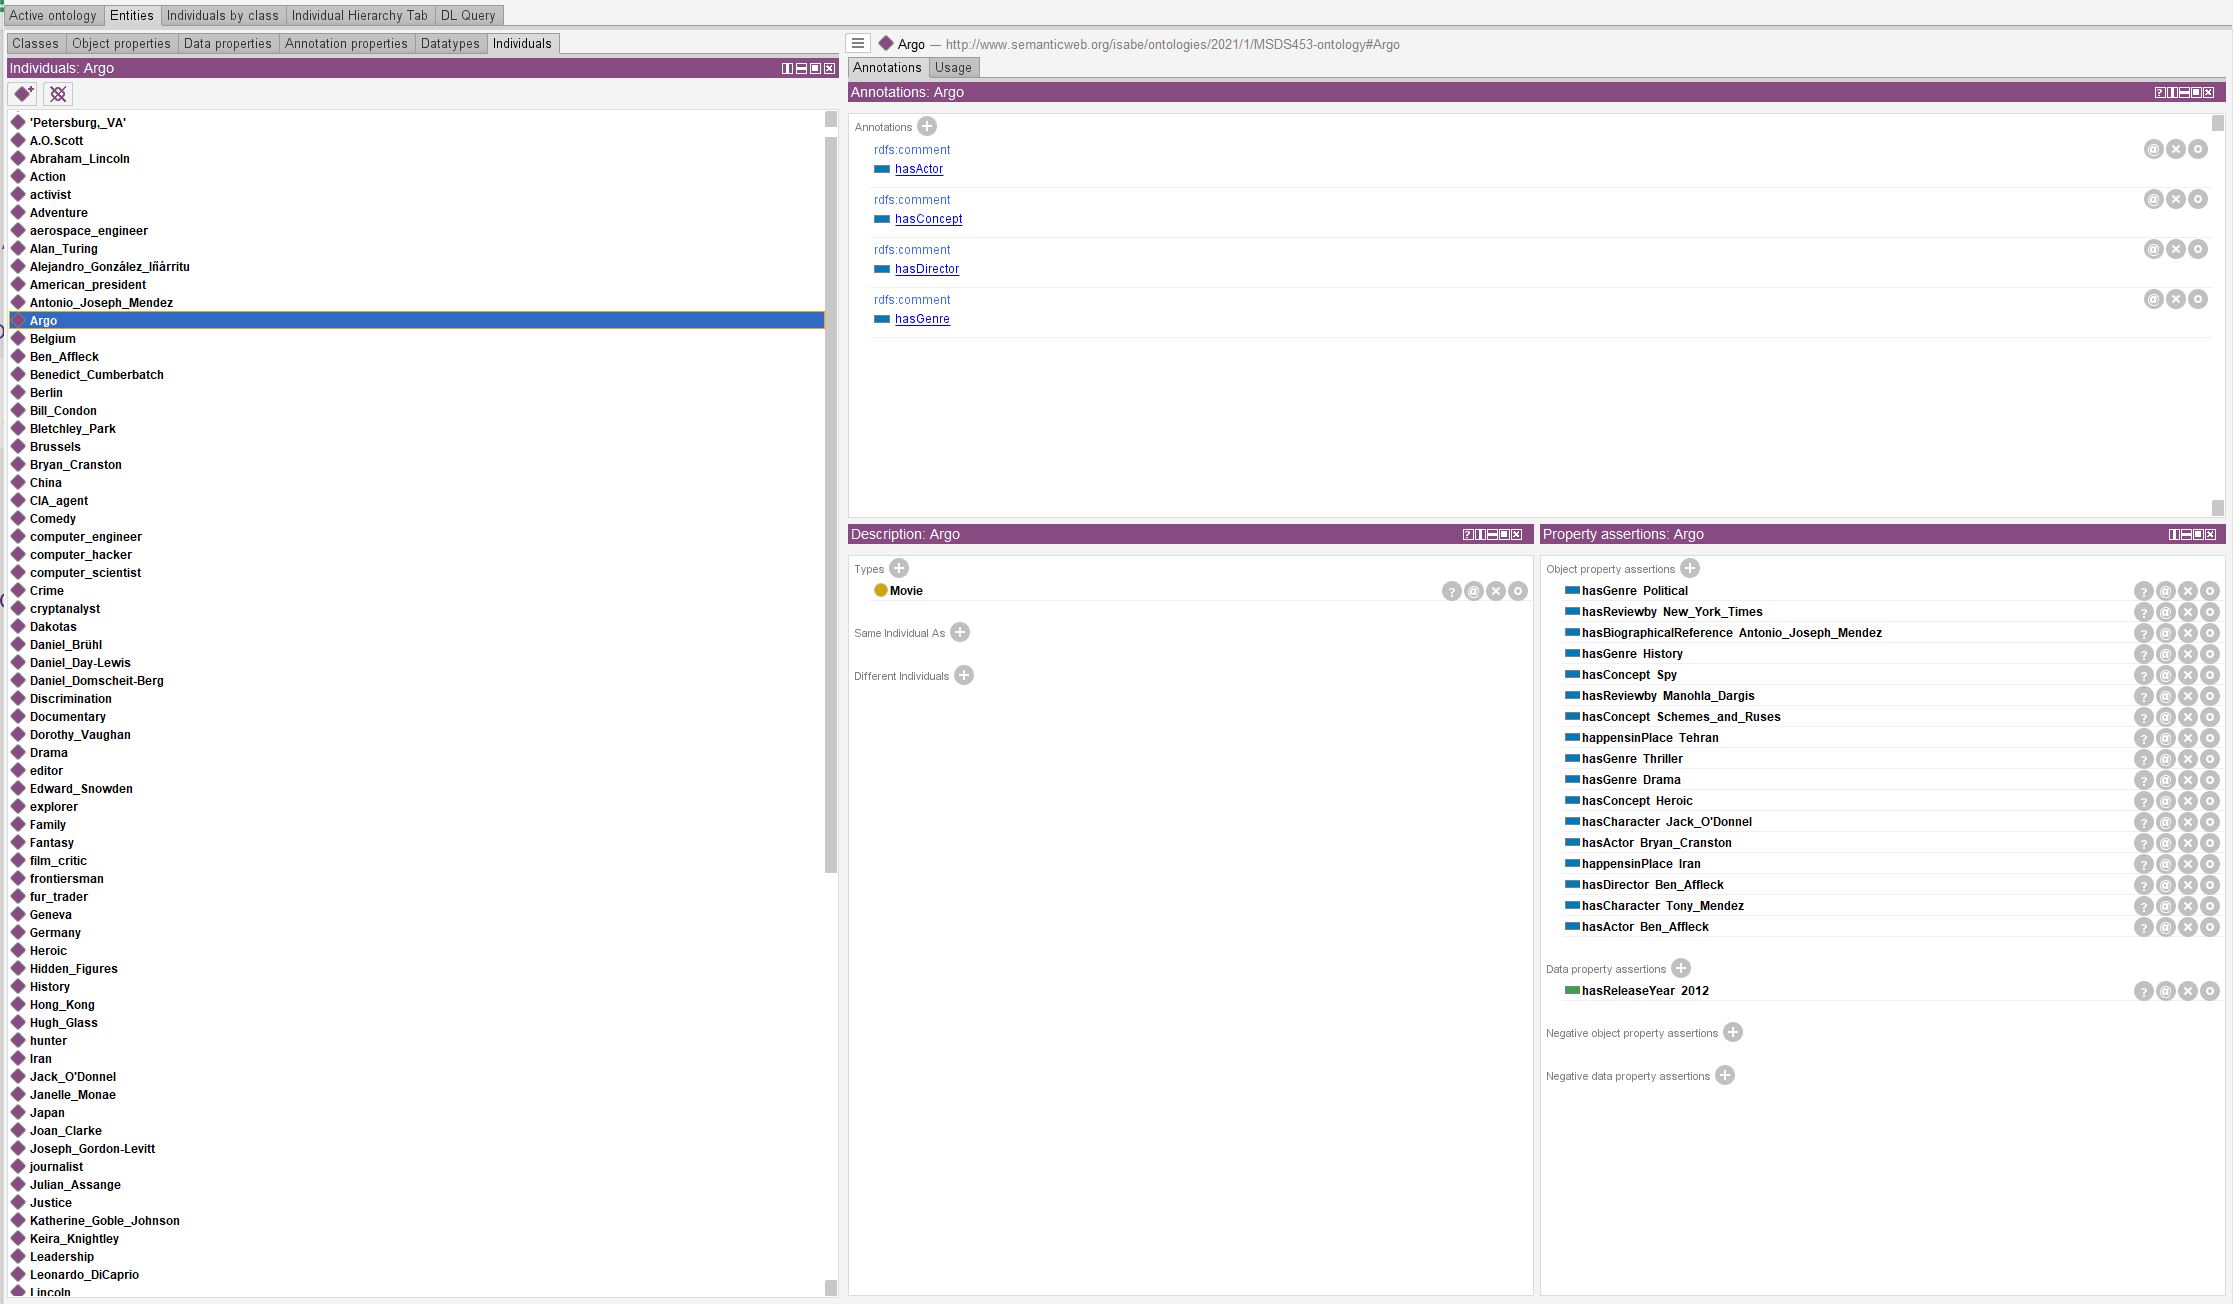 Active ontology Entities Individuals by class Individual Hierarchy Tab DL Query
Classes Object properties Data properties Annotation properties Datatypes Individuals
Individuals: Argo
'Petersburg,_VA'
A.O.Scott
Abraham_Lincoln
Action
activist
Adventure
aerospace_engineer
Alan_Turing
Alejandro_González_Iñárritu
American_president
Antonio_Joseph_Mendez
Argo
Belgium
Ben_Affleck
Benedict_Cumberbatch
Berlin
Bill_Condon
Bletchley_Park
Brussels
Bryan_Cranston
China
CIA_agent
Comedy
computer_engineer
computer_hacker
computer_scientist
Crime
cryptanalyst
Dakotas
Daniel_Brühl
Daniel_Day-Lewis
Daniel_Domscheit-Berg
Discrimination
Documentary
Dorothy_Vaughan
Drama
editor
Edward_Snowden
explorer
Family
Fantasy
film_critic
frontiersman
fur_trader
Geneva
Germany
Heroic
Hidden_Figures
History
Hong_Kong
Hugh_Glass
hunter
Iran
Jack_O'Donnel
Janelle_Monae
Japan
Joan_Clarke
Joseph_Gordon-Levitt
journalist
Julian_Assange
Justice
Katherine_Goble_Johnson
Keira_Knightley
Leadership
Leonardo_DiCaprio
Lincoln
Argo — http://www.semanticweb.org/isabe/ontologies/2021/1/MSDS453-ontology#Argo
Annotations Usage
Annotations: Argo
Annotations
rdfs:comment
hasActor
rdfs:comment
hasConcept
rdfs:comment
hasDirector
rdfs:comment
hasGenre
Description: Argo
Types
Movie
Same Individual As
Different Individuals
Property assertions: Argo
Object property assertions
hasGenre Political
hasReviewby New_York_Times
hasBiographicalReference Antonio_Joseph_Mendez
hasGenre History
hasConcept Spy
hasReviewby Manohla_Dargis
hasConcept Schemes_and_Ruses
happensinPlace Tehran
hasGenre Thriller
hasGenre Drama
hasConcept Heroic
hasCharacter Jack_O'Donnel
hasActor Bryan_Cranston
happensinPlace Iran
hasDirector Ben_Affleck
hasCharacter Tony_Mendez
hasActor Ben_Affleck
Data property assertions
hasReleaseYear 2012
Negative object property assertions
Negative data property assertions